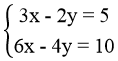 3x - 2y = 5
6x - 4y = 10